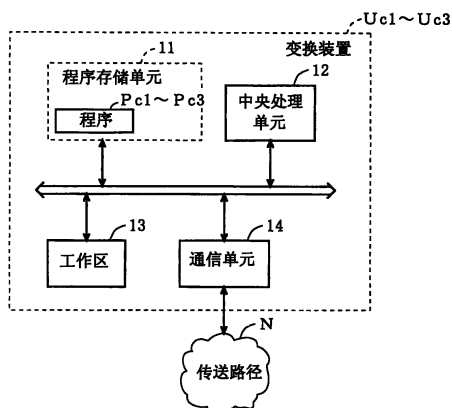 Uc1～Uc3
11
变换装置
程序存储单元
Pc1～Pc3
程序
12
中央处理
单元
13
工作区
14
通信单元
N
传送路径